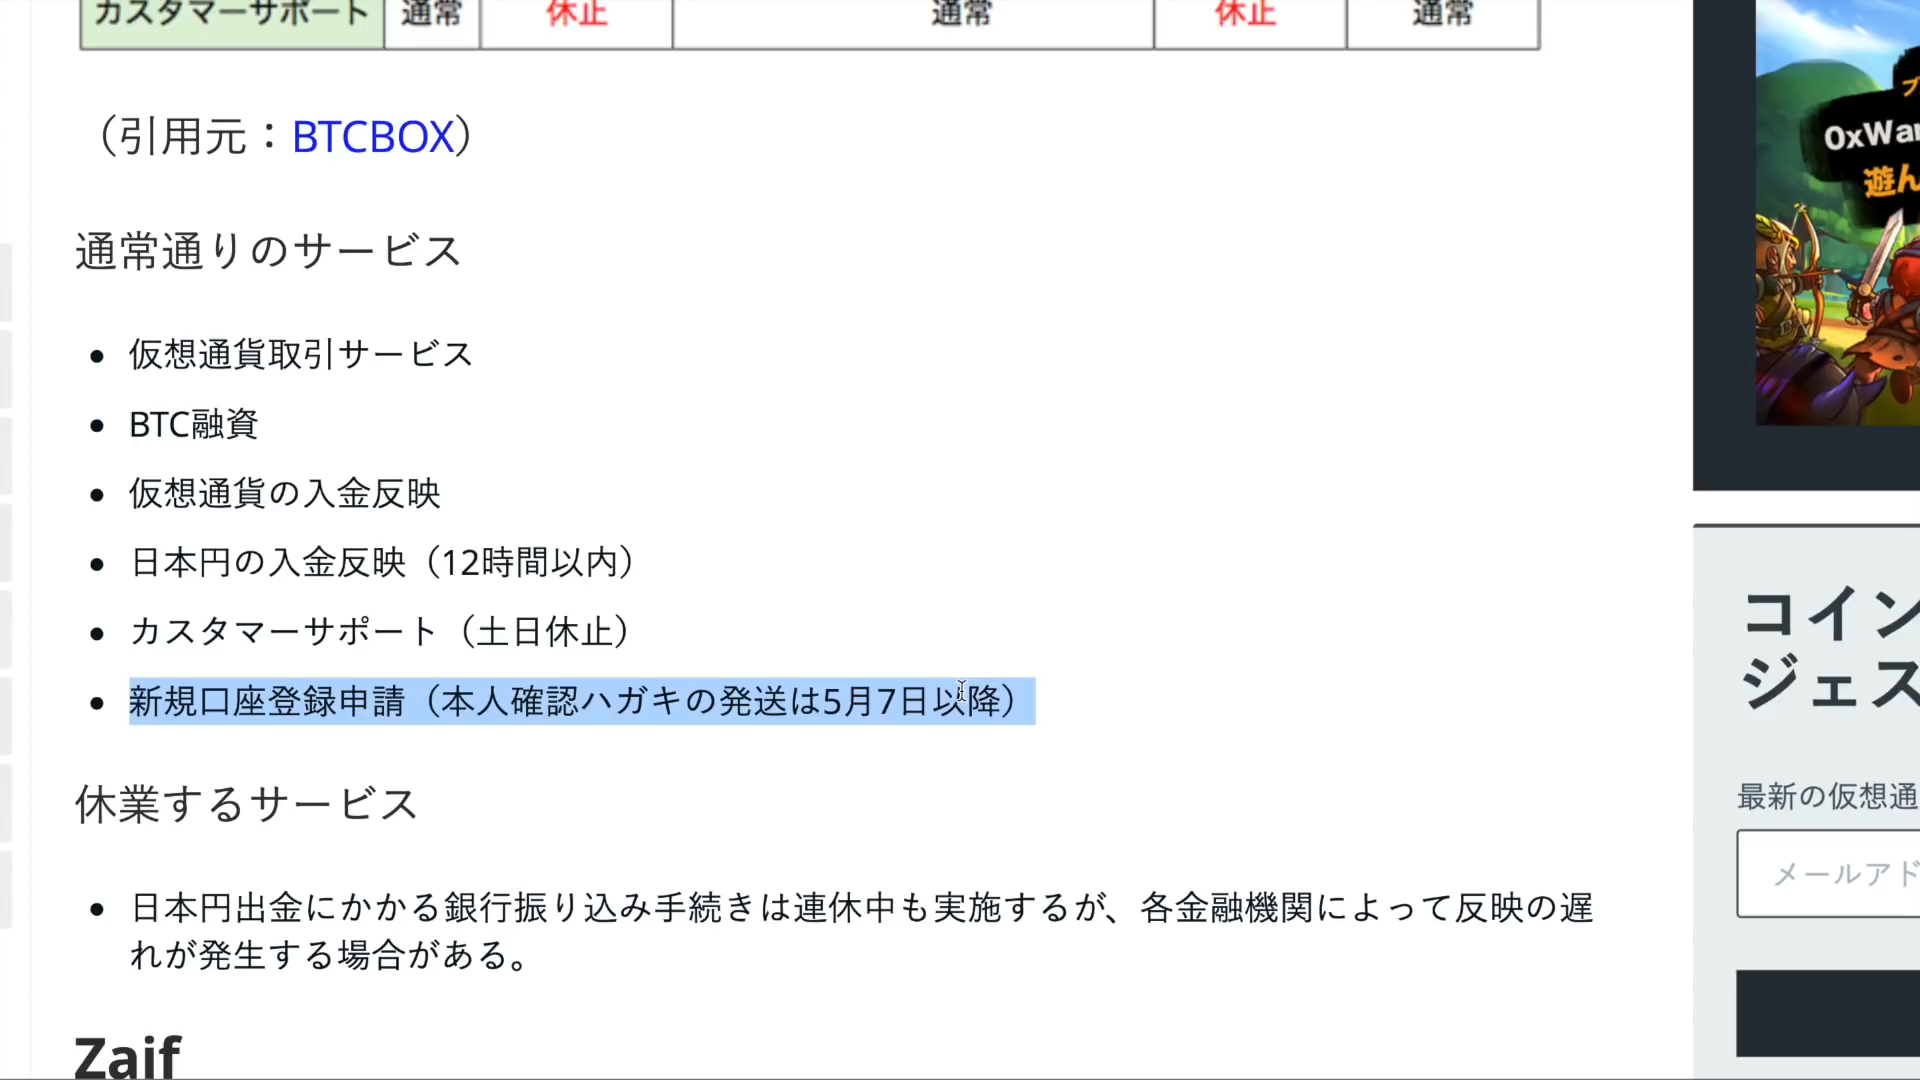 カスタマーサポート 通常 休止 通常 休止 通常
（引用元：BTCBOX）
通常通りのサービス
• 仮想通貨取引サービス
• BTC融資
• 仮想通貨の入金反映
• 日本円の入金反映（12時間以内）
• カスタマーサポート（土日休止）
• 新規口座登録申請（本人確認ハガキの発送は5月7日以降）
休業するサービス
• 日本円出金にかかる銀行振り込み手続きは連休中も実施するが、各金融機関によって反映の遅
れが発生する場合がある。
Zaif
0xWar
遊ん
コイン
ジェス
最新の仮想通
メールアド